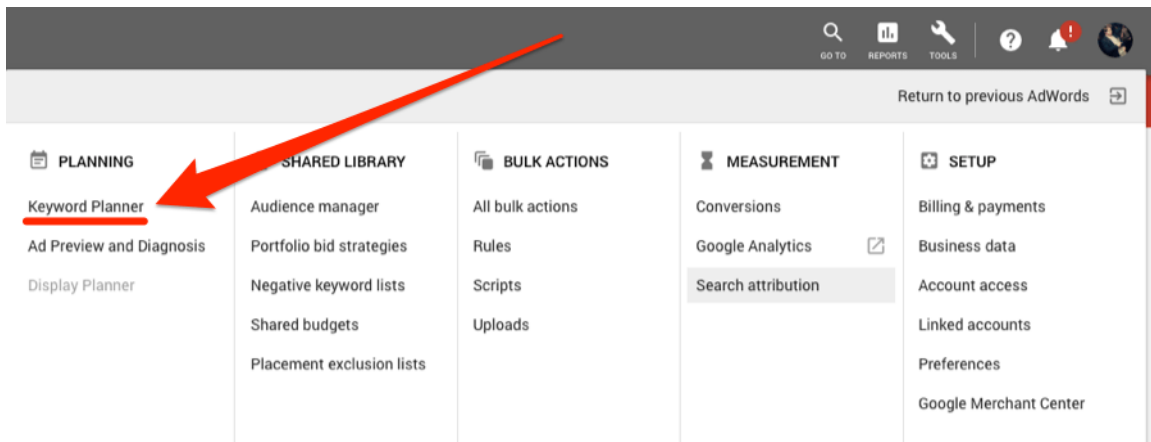 GO TO
REPORTS
TOOLS
Return to previous AdWords
PLANNING
Keyword Planner
Ad Preview and Diagnosis
Display Planner
SHARED LIBRARY
Audience manager
Portfolio bid strategies
Negative keyword lists
Shared budgets
Placement exclusion lists
BULK ACTIONS
All bulk actions
Rules
Scripts
Uploads
MEASUREMENT
Conversions
Google Analytics
Search attribution
SETUP
Billing & payments
Business data
Account access
Linked accounts
Preferences
Google Merchant Center